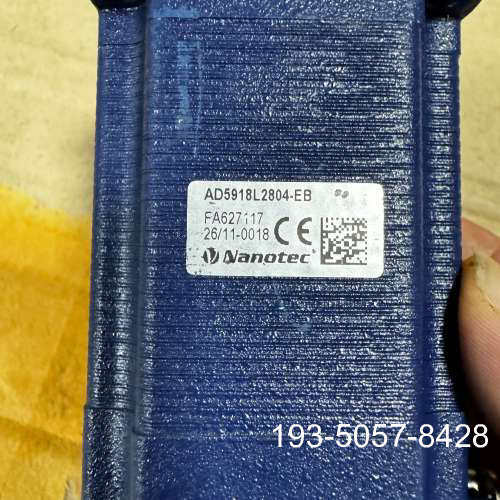 AD5918L2804-EB
FA627117
26/11-0018 CE
Nanotec
193-5057-8428